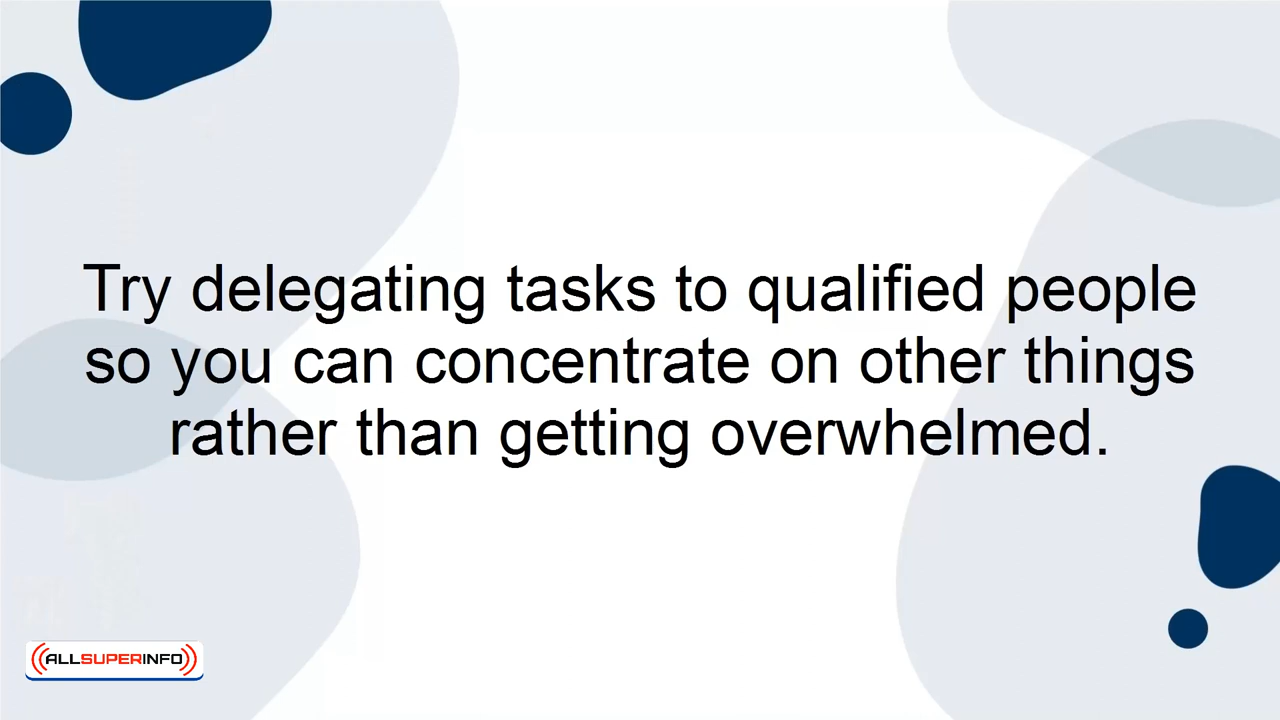 Try delegating tasks to qualified people
so you can concentrate on other things
rather than getting overwhelmed.
ALLSUPERINFO